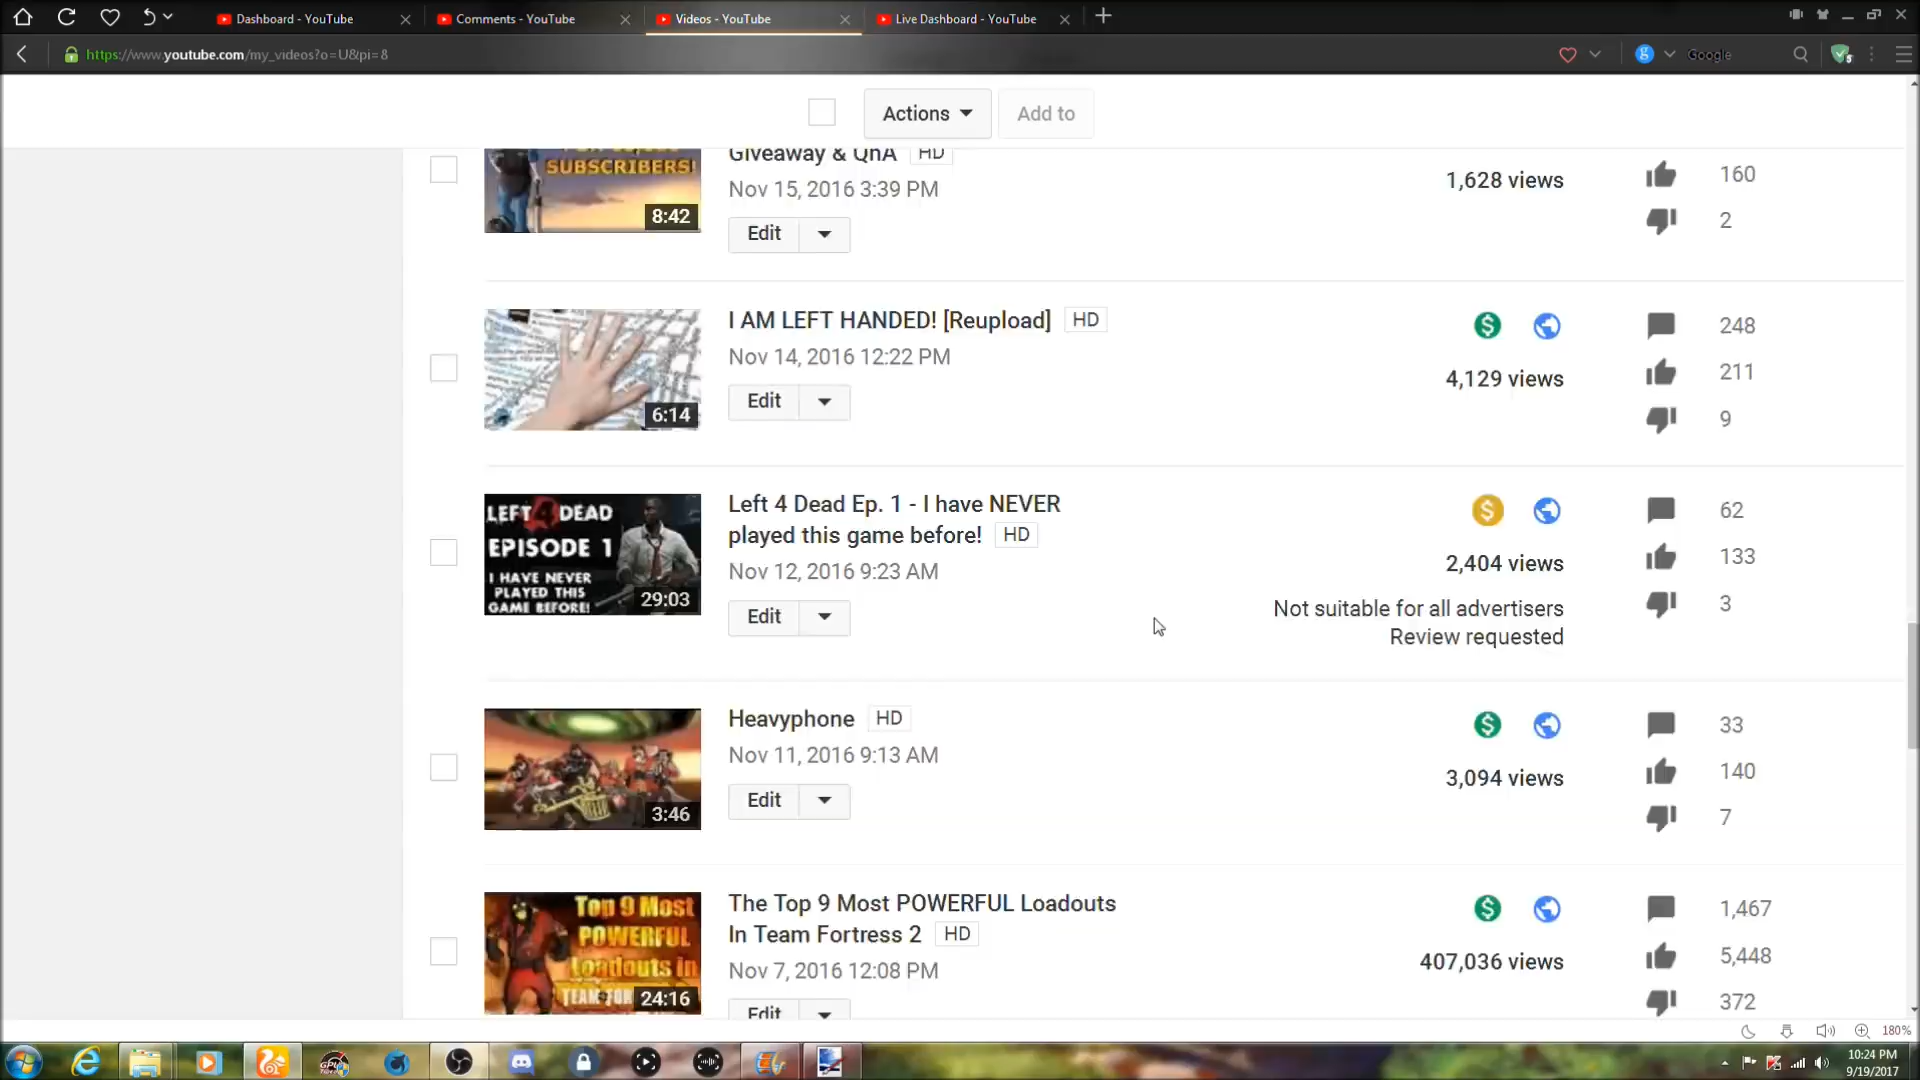 Dashboard - YouTube
Comments - YouTube
Videos - YouTube
Live Dashboard - YouTube
https://www.youtube.com/my_videos?o=U&pi=8
Google
Actions
Add to
SUBSCRIBERS!
8:42
Giveaway & QnA HD
Nov 15, 2016 3:39 PM
Edit
1,628 views
160
2
6:14
I AM LEFT HANDED! [Reupload] HD
Nov 14, 2016 12:22 PM
Edit
4,129 views
248
211
9
LEFT 4 DEAD
EPISODE 1
I HAVE NEVER
PLAYED THIS
GAME BEFORE!
29:03
Left 4 Dead Ep. 1 - I have NEVER
played this game before! HD
Nov 12, 2016 9:23 AM
Edit
2,404 views
Not suitable for all advertisers
Review requested
62
133
3
3:46
Heavyphone HD
Nov 11, 2016 9:13 AM
Edit
3,094 views
33
140
7
Top 9 Most
POWERFUL
Loadouts in
TEAM FOR
24:16
The Top 9 Most POWERFUL Loadouts
In Team Fortress 2 HD
Nov 7, 2016 12:08 PM
Edit
407,036 views
1,467
5,448
372
180%
10:24 PM
9/19/2017